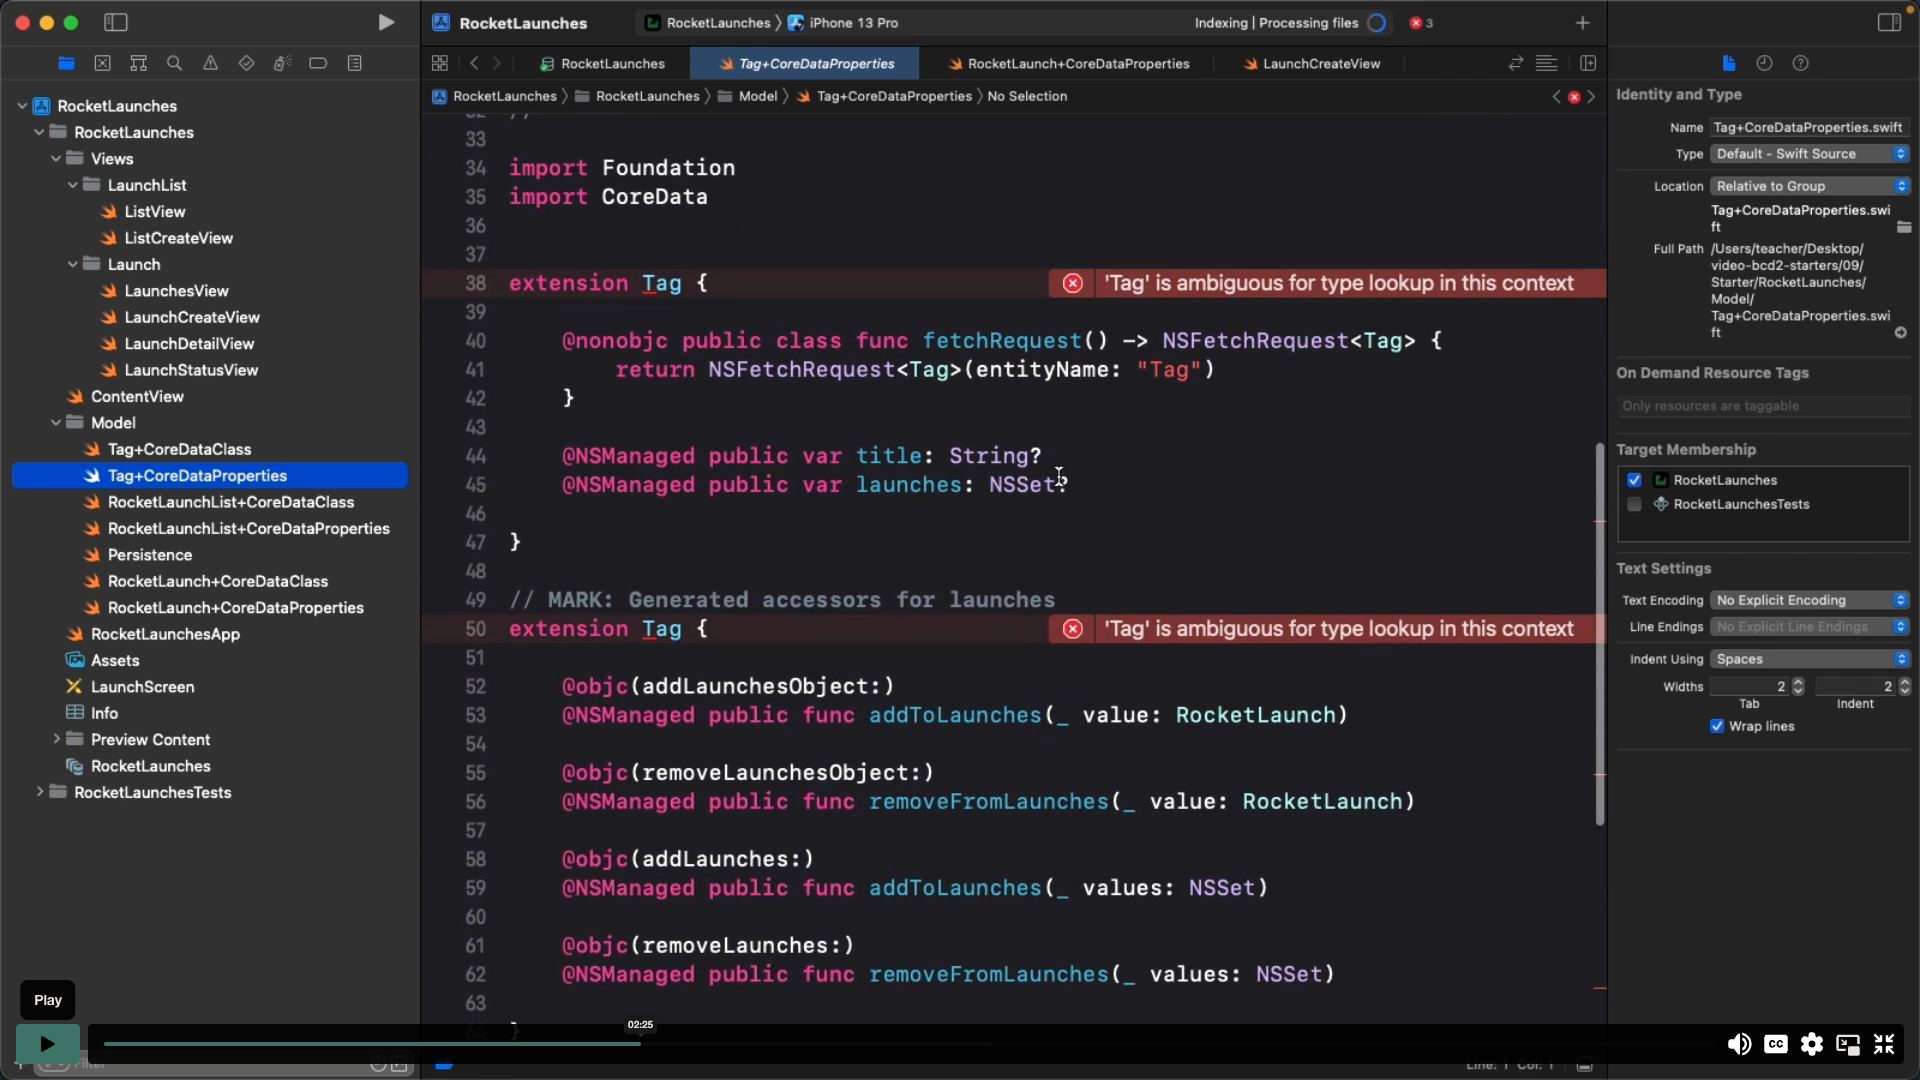 RocketLaunches
RocketLaunches
iPhone 13 Pro
Indexing | Processing files
3
RocketLaunches
Tag+CoreDataProperties
RocketLaunch+CoreDataProperties
LaunchCreateView
RocketLaunches
RocketLaunches
Model
Tag+CoreDataProperties
No Selection
RocketLaunches
RocketLaunches
Views
LaunchList
ListView
ListCreateView
Launch
LaunchesView
LaunchCreateView
LaunchDetailView
LaunchStatusView
ContentView
Model
Tag+CoreDataClass
Tag+CoreDataProperties
RocketLaunchList+CoreDataClass
RocketLaunchList+CoreDataProperties
Persistence
RocketLaunch+CoreDataClass
RocketLaunch+CoreDataProperties
RocketLaunchesApp
Assets
LaunchScreen
Info
Preview Content
RocketLaunches
RocketLaunchesTests
32 //
33
34 import Foundation
35 import CoreData
36
37
38 extension Tag { 'Tag' is ambiguous for type lookup in this context
39
40 @nonobjc public class func fetchRequest() -> NSFetchRequest<Tag> {
41 return NSFetchRequest<Tag>(entityName: "Tag")
42 }
43
44 @NSManaged public var title: String?
45 @NSManaged public var launches: NSSet?
46
47 }
48
49 // MARK: Generated accessors for launches
50 extension Tag { 'Tag' is ambiguous for type lookup in this context
51
52 @objc(addLaunchesObject:)
53 @NSManaged public func addToLaunches(_ value: RocketLaunch)
54
55 @objc(removeLaunchesObject:)
56 @NSManaged public func removeFromLaunches(_ value: RocketLaunch)
57
58 @objc(addLaunches:)
59 @NSManaged public func addToLaunches(_ values: NSSet)
60
61 @objc(removeLaunches:)
62 @NSManaged public func removeFromLaunches(_ values: NSSet)
63
64 }
Identity and Type
Name Tag+CoreDataProperties.swift
Type Default - Swift Source
Location Relative to Group
Tag+CoreDataProperties.swi
ft
Full Path /Users/teacher/Desktop/
video-bcd2-starters/09/
Starter/RocketLaunches/
Model/
Tag+CoreDataProperties.swi
ft
On Demand Resource Tags
Only resources are taggable
Target Membership
RocketLaunches
RocketLaunchesTests
Text Settings
Text Encoding No Explicit Encoding
Line Endings No Explicit Line Endings
Indent Using Spaces
Widths 2 2
Tab Indent
Wrap lines
Play
02:25
Filter
CC
Line: 1 Col: 1